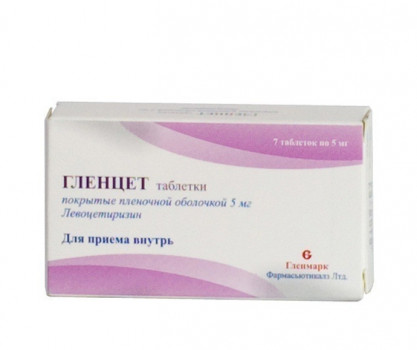 7 таблеток по 5 мг
ГЛЕНЦЕТ таблетки
покрытые пленочной оболочкой 5 мг
Левоцетиризин
Для приема внутрь
G
Гленмарк
Фармасьютикалз Лтд.